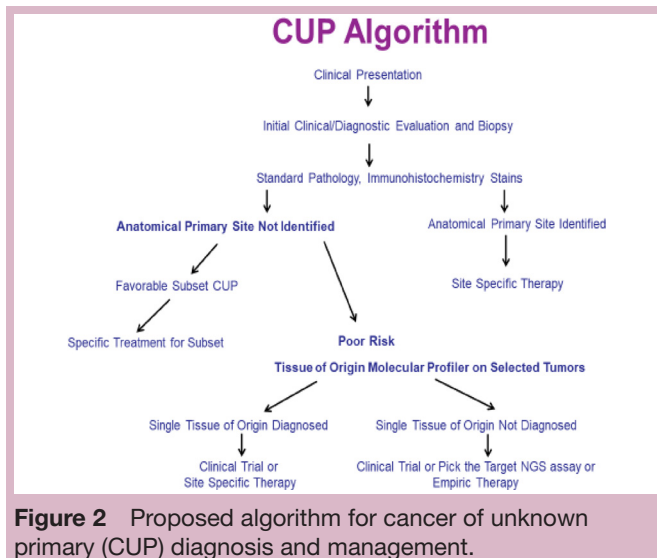 CUP Algorithm
Clinical Presentation
Initial Clinical/Diagnostic Evaluation and Biopsy
Standard Pathology, Immunohistochemistry Stains
Anatomical Primary Site Not Identified
Anatomical Primary Site Identified
Favorable Subset CUP
Site Specific Therapy
Specific Treatment for Subset
Poor Risk
Tissue of Origin Molecular Profiler on Selected Tumors
Single Tissue of Origin Diagnosed
Single Tissue of Origin Not Diagnosed
Clinical Trial or
Site Specific Therapy
Clinical Trial or Pick the Target NGS assay or
Empiric Therapy
Figure 2 Proposed algorithm for cancer of unknown
primary (CUP) diagnosis and management.